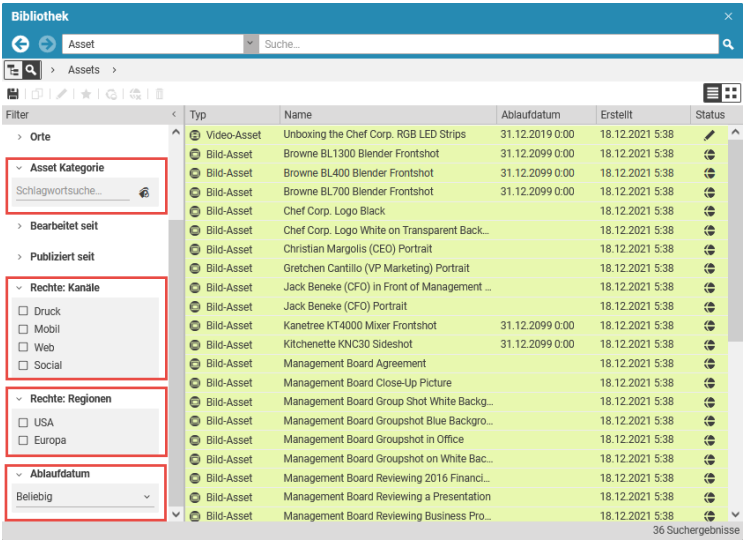 Bibliothek
Asset Suche...
Assets
Filter
Orte
Asset Kategorie
Schlagwortsuche...
Bearbeitet seit
Publiziert seit
Rechte: Kanäle
Druck
Mobil
Web
Social
Rechte: Regionen
USA
Europa
Ablaufdatum
Beliebig
Typ Name Ablaufdatum Erstellt Status
Video-Asset Unboxing the Chef Corp. RGB LED Strips 31.12.2019 0:00 18.12.2021 5:38
Bild-Asset Browne BL1300 Blender Frontshot 31.12.2099 0:00 18.12.2021 5:38
Bild-Asset Browne BL400 Blender Frontshot 31.12.2099 0:00 18.12.2021 5:38
Bild-Asset Browne BL700 Blender Frontshot 31.12.2099 0:00 18.12.2021 5:38
Bild-Asset Chef Corp. Logo Black 18.12.2021 5:38
Bild-Asset Chef Corp. Logo White on Transparent Back... 18.12.2021 5:38
Bild-Asset Christian Margolis (CEO) Portrait 18.12.2021 5:38
Bild-Asset Gretchen Cantillo (VP Marketing) Portrait 18.12.2021 5:38
Bild-Asset Jack Beneke (CFO) in Front of Management ... 18.12.2021 5:38
Bild-Asset Jack Beneke (CFO) Portrait 18.12.2021 5:38
Bild-Asset Kanetree KT4000 Mixer Frontshot 31.12.2099 0:00 18.12.2021 5:38
Bild-Asset Kitchenette KNC30 Sideshot 31.12.2099 0:00 18.12.2021 5:38
Bild-Asset Management Board Agreement 18.12.2021 5:38
Bild-Asset Management Board Close-Up Picture 18.12.2021 5:38
Bild-Asset Management Board Group Shot White Backg... 18.12.2021 5:38
Bild-Asset Management Board Groupshot Blue Backgro... 18.12.2021 5:38
Bild-Asset Management Board Groupshot in Office 18.12.2021 5:38
Bild-Asset Management Board Groupshot on White Bac... 18.12.2021 5:38
Bild-Asset Management Board Reviewing 2016 Financi... 18.12.2021 5:38
Bild-Asset Management Board Reviewing a Presentation 18.12.2021 5:38
Bild-Asset Management Board Reviewing Business Pro... 18.12.2021 5:38
36 Suchergebnisse